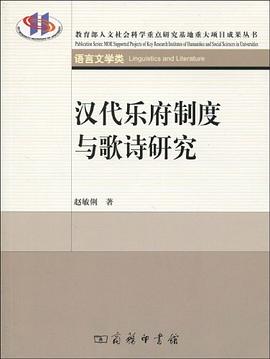 教育部人文社会科学重点研究基地重大项目成果丛书
Publication Series: MOE Supported Projects of Key Research Institutes of Humanities and Social Sciences in Universities
语言文学类 Linguistics and Literature
汉代乐府制度
与歌诗研究
赵敏俐 著
商務印書館